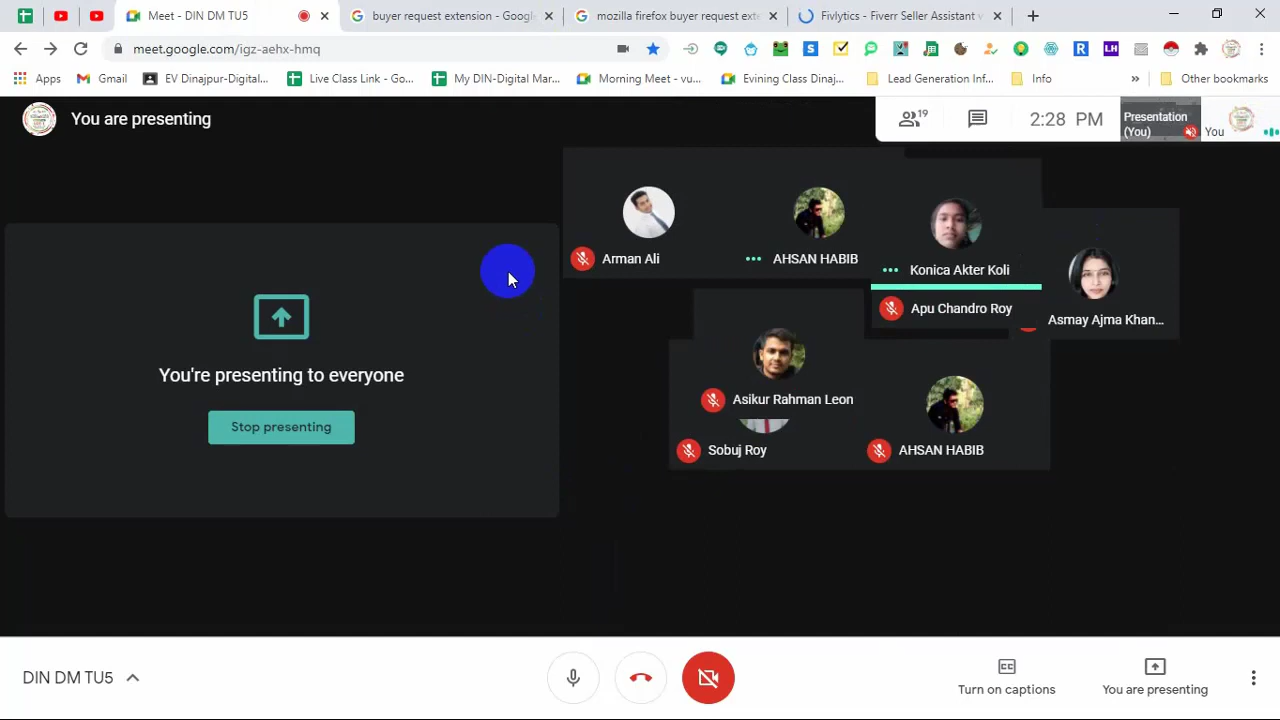 Meet - DIN DM TU5
buyer request extension - Google
mozilla firefox buyer request ext
Fivlytics - Fiverr Seller Assistant v
meet.google.com/igz-aehx-hmq
Apps
Gmail
EV Dinajpur-Digital...
Live Class Link - Go...
My DIN-Digital Mar...
Morning Meet - vu...
Evining Class Dinaj...
Lead Generation Inf...
Info
»
Other bookmarks
You are presenting
19
2:28 PM
Presentation
(You)
You
Arman Ali
AHSAN HABIB
Konica Akter Koli
Apu Chandro Roy
Asmay Ajma Khan...
You're presenting to everyone
Asikur Rahman Leon
Stop presenting
Sobuj Roy
AHSAN HABIB
DIN DM TU5
Turn on captions
You are presenting